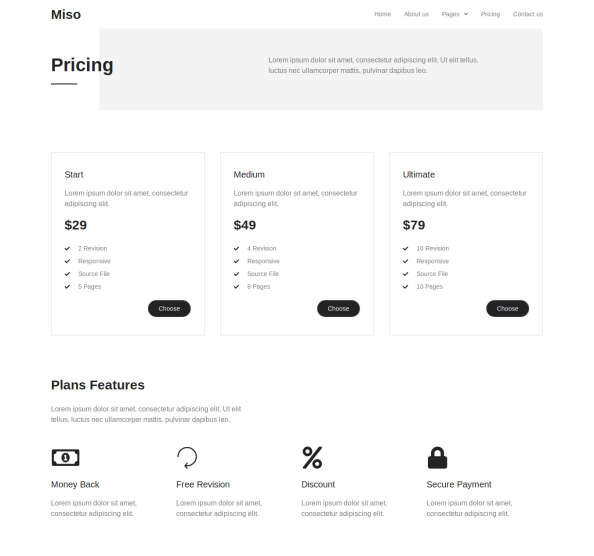 Miso
Home About us Pages Pricing Contact us
Pricing
Lorem ipsum dolor sit amet, consectetur adipiscing elit. Ut elit tellus,
luctus nec ullamcorper mattis, pulvinar dapibus leo.
Start
Lorem ipsum dolor sit amet, consectetur
adipiscing elit.
$29
2 Revision
Responsive
Source File
5 Pages
Choose
Medium
Lorem ipsum dolor sit amet, consectetur
adipiscing elit.
$49
4 Revision
Responsive
Source File
8 Pages
Choose
Ultimate
Lorem ipsum dolor sit amet, consectetur
adipiscing elit.
$79
10 Revision
Responsive
Source File
10 Pages
Choose
Plans Features
Lorem ipsum dolor sit amet, consectetur adipiscing elit. Ut elit
tellus, luctus nec ullamcorper mattis, pulvinar dapibus leo.
1
Money Back
Lorem ipsum dolor sit amet,
consectetur adipiscing elit.
Free Revision
Lorem ipsum dolor sit amet,
consectetur adipiscing elit.
%
Discount
Lorem ipsum dolor sit amet,
consectetur adipiscing elit.
Secure Payment
Lorem ipsum dolor sit amet,
consectetur adipiscing elit.